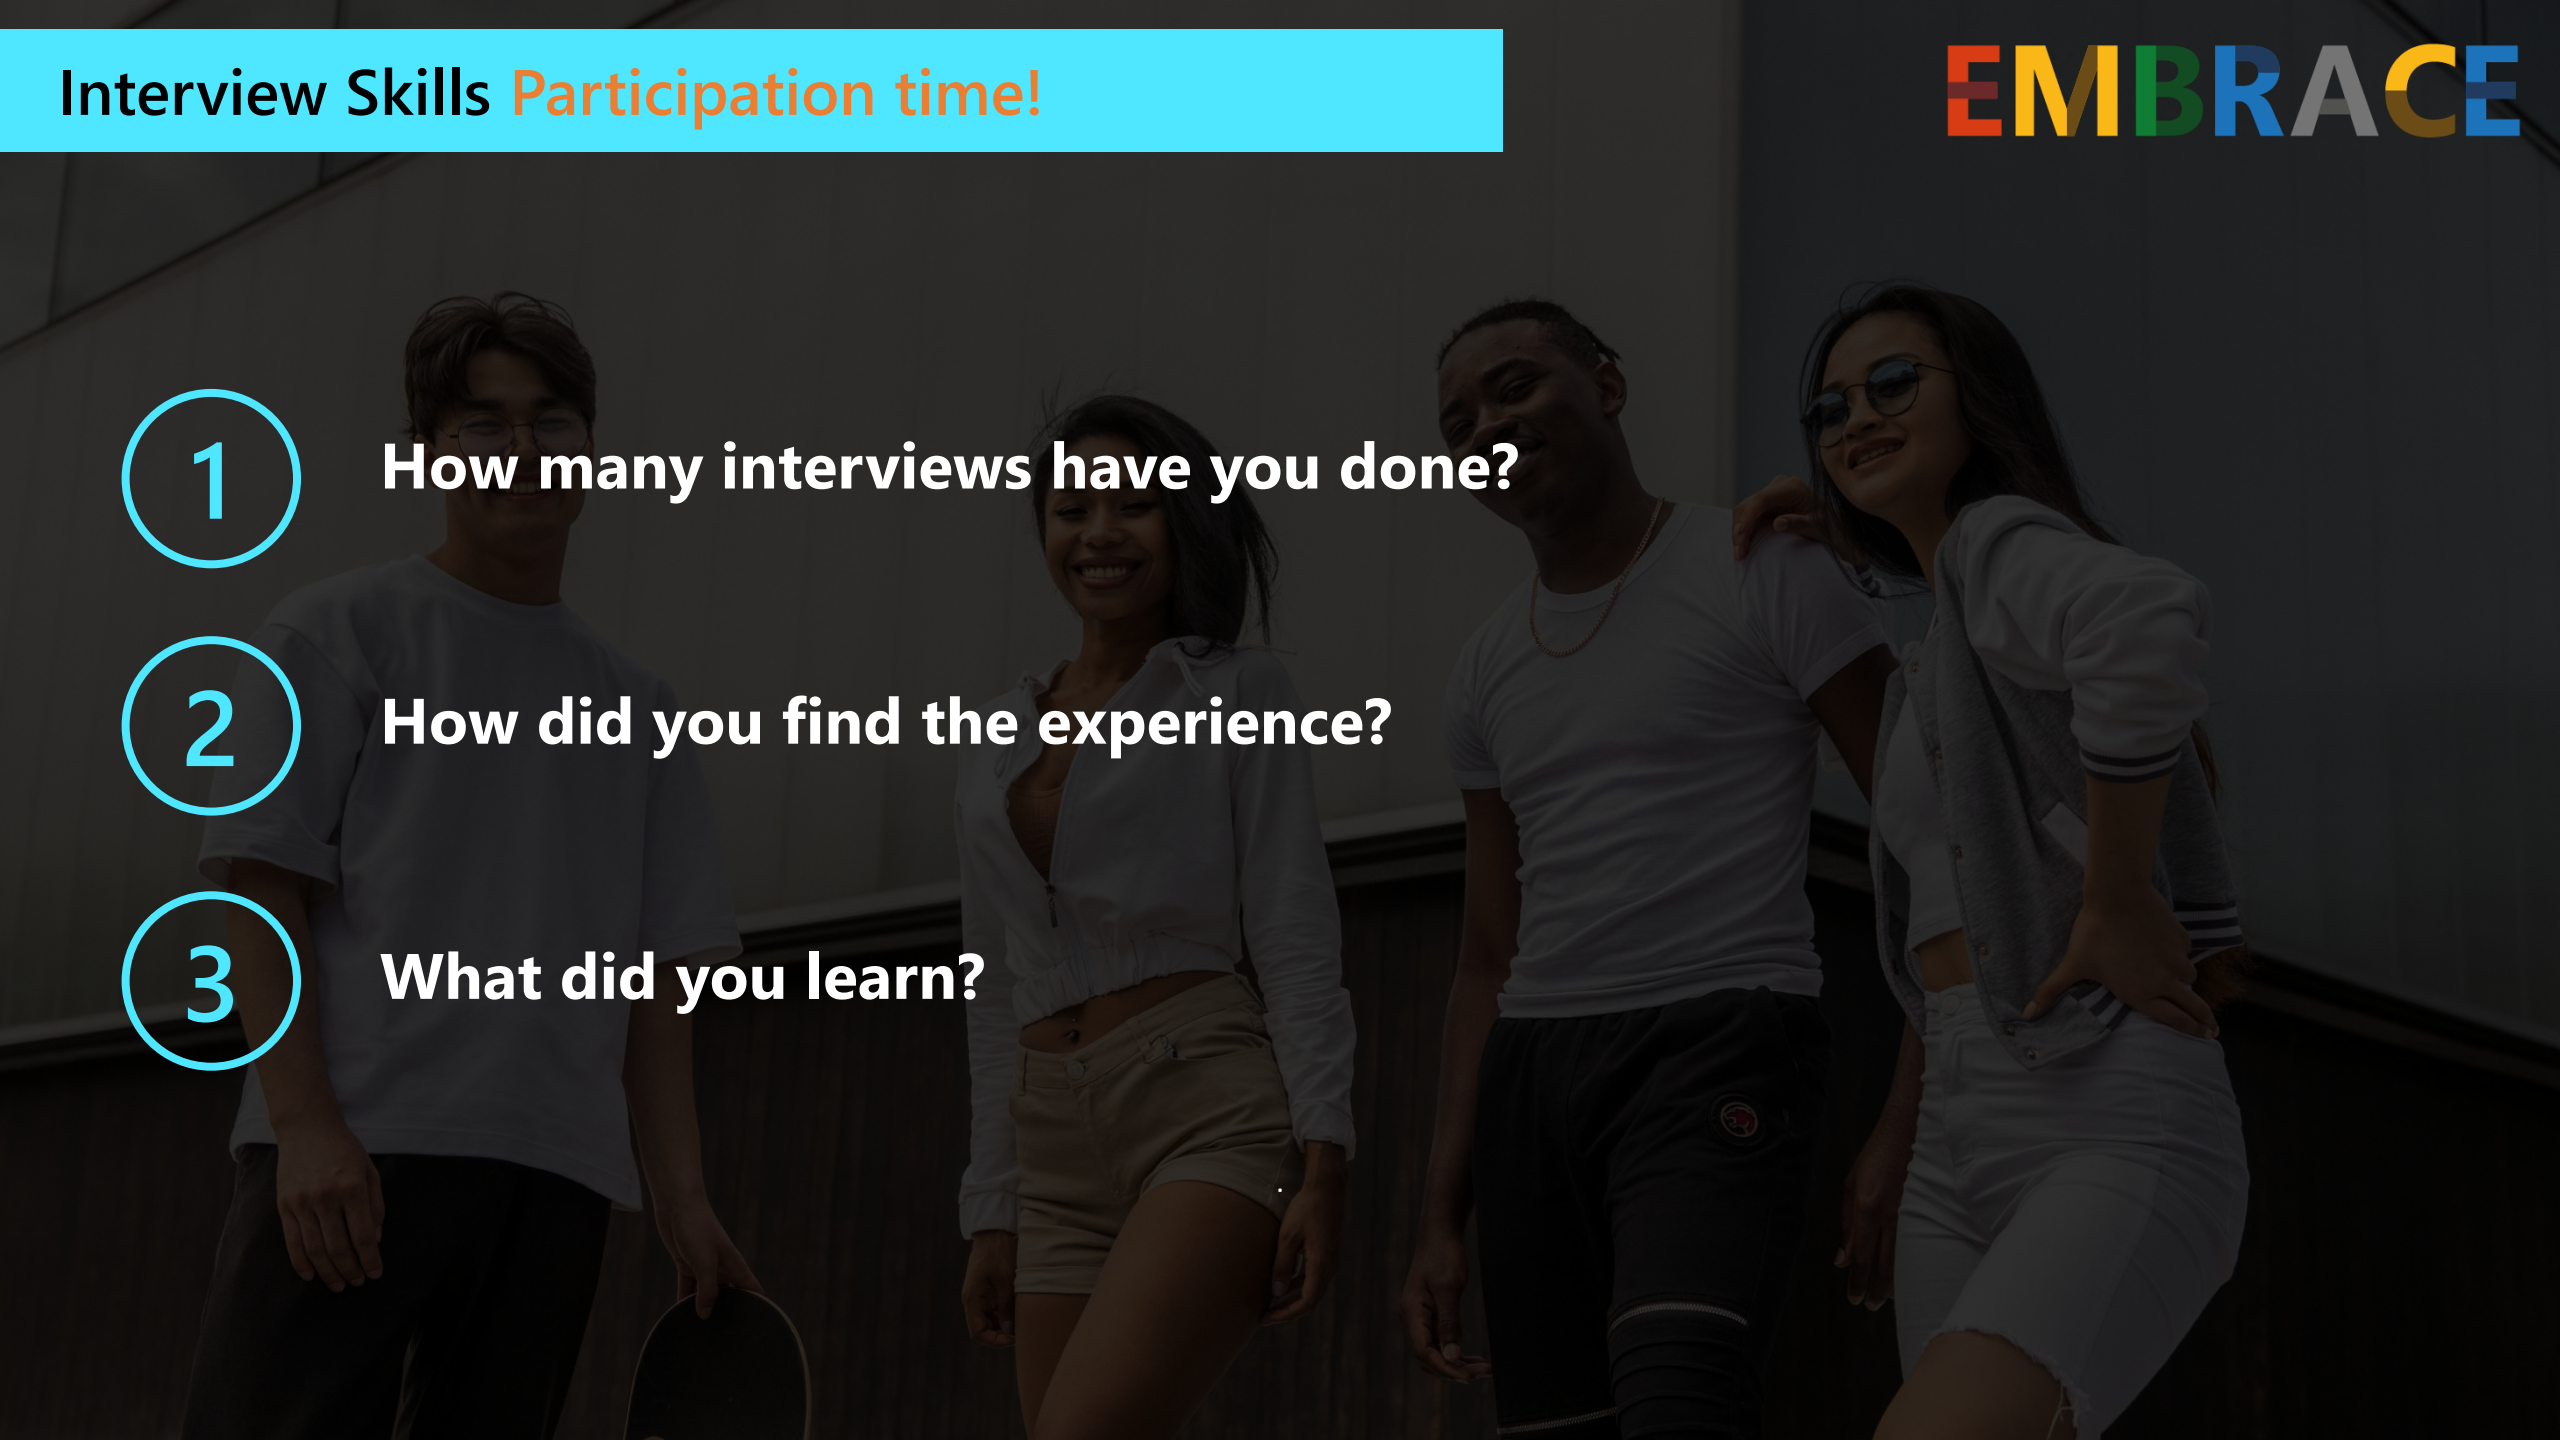 Interview Skills Participation time!
EMBRACE
1
How many interviews have you done?
2
How did you find the experience?
3
What did you learn?
.